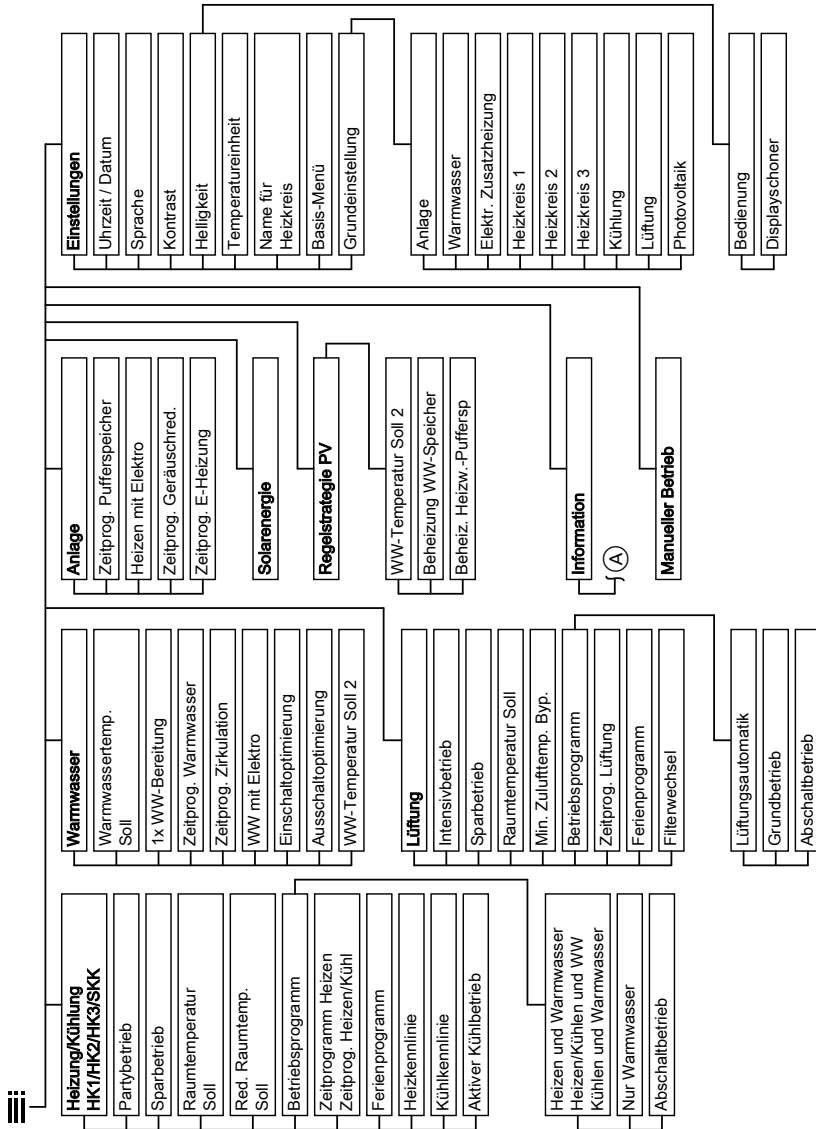 Heizung/Kühlung
HK1/HK2/HK3/SKK
Partybetrieb
Sparbetrieb
Raumtemperatur
Soll
Red. Raumtemp.
Soll
Betriebsprogramm
Zeitprogramm Heizen
Zeitprog. Heizen/Kühl
Ferienprogramm
Heizkennlinie
Kühlkennlinie
Aktiver Kühlbetrieb
Heizen und Warmwasser
Heizen/Kühlen und WW
Kühlen und Warmwasser
Nur Warmwasser
Abschaltbetrieb
Warmwasser
Warmwassertemp.
Soll
1x WW-Bereitung
Zeitprog. Warmwasser
Zeitprog. Zirkulation
WW mit Elektro
Einschaltoptimierung
Ausschaltoptimierung
WW-Temperatur Soll 2
Lüftung
Intensivbetrieb
Sparbetrieb
Raumtemperatur Soll
Min. Zulufttemp. Byp.
Betriebsprogramm
Zeitprog. Lüftung
Ferienprogramm
Filterwechsel
Lüftungsautomatik
Grundbetrieb
Abschaltbetrieb
Anlage
Zeitprog. Pufferspeicher
Heizen mit Elektro
Zeitprog. Geräuschred.
Zeitprog. E-Heizung
Solarenergie
Regelstrategie PV
WW-Temperatur Soll 2
Beheizung WW-Speicher
Beheiz. Heizw.-Puffersp
Information
A
Manueller Betrieb
Einstellungen
Uhrzeit / Datum
Sprache
Kontrast
Helligkeit
Temperatureinheit
Name für
Heizkreis
Basis-Menü
Grundeinstellung
Anlage
Warmwasser
Elektr. Zusatzheizung
Heizkreis 1
Heizkreis 2
Heizkreis 3
Kühlung
Lüftung
Photovoltaik
Bedienung
Displayschoner